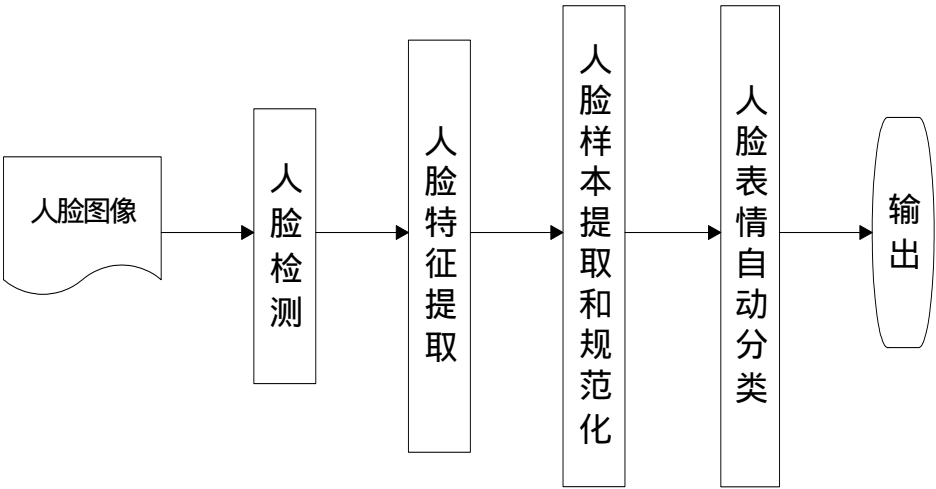 人脸图像
人脸检测
人脸特征提取
人脸样本提取和规范化
人脸表情自动分类
输出